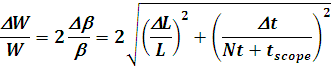 ΔW/W = 2 Δβ/β = 2 √((ΔL/L)² + (Δt/(Nt + t_scope))²)